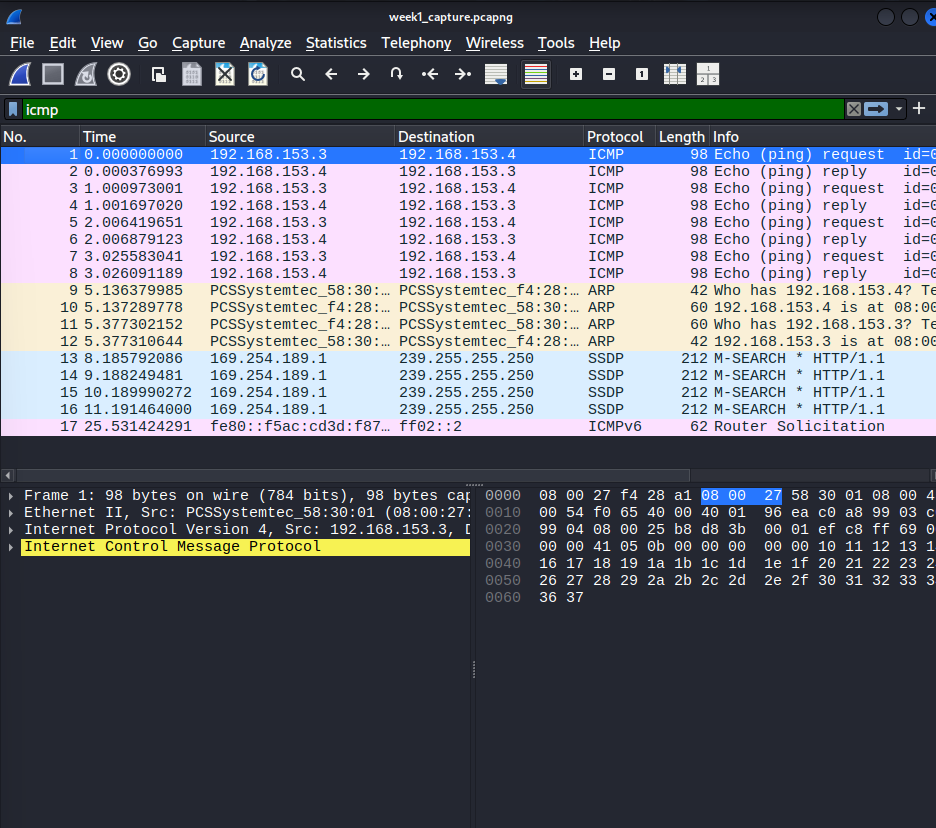 week1_capture.pcapng
File Edit View Go Capture Analyze Statistics Telephony Wireless Tools Help
icmp
No. Time Source Destination Protocol Length Info
1 0.000000000 192.168.153.3 192.168.153.4 ICMP 98 Echo (ping) request id=0
2 0.000376993 192.168.153.4 192.168.153.3 ICMP 98 Echo (ping) reply id=0
3 1.000973001 192.168.153.3 192.168.153.4 ICMP 98 Echo (ping) request id=0
4 1.001697020 192.168.153.4 192.168.153.3 ICMP 98 Echo (ping) reply id=0
5 2.006419651 192.168.153.3 192.168.153.4 ICMP 98 Echo (ping) request id=0
6 2.006879123 192.168.153.4 192.168.153.3 ICMP 98 Echo (ping) reply id=0
7 3.025583041 192.168.153.3 192.168.153.4 ICMP 98 Echo (ping) request id=0
8 3.026091189 192.168.153.4 192.168.153.3 ICMP 98 Echo (ping) reply id=0
9 5.136379985 PCSSystemtec_58:30:… PCSSystemtec_f4:28:… ARP 42 Who has 192.168.153.4? Te
10 5.137289778 PCSSystemtec_f4:28:… PCSSystemtec_58:30:… ARP 60 192.168.153.4 is at 08:00
11 5.377302152 PCSSystemtec_f4:28:… PCSSystemtec_58:30:… ARP 60 Who has 192.168.153.3? Te
12 5.377310644 PCSSystemtec_58:30:… PCSSystemtec_f4:28:… ARP 42 192.168.153.3 is at 08:00
13 8.185792086 169.254.189.1 239.255.255.250 SSDP 212 M-SEARCH * HTTP/1.1
14 9.188249481 169.254.189.1 239.255.255.250 SSDP 212 M-SEARCH * HTTP/1.1
15 10.189990272 169.254.189.1 239.255.255.250 SSDP 212 M-SEARCH * HTTP/1.1
16 11.191464000 169.254.189.1 239.255.255.250 SSDP 212 M-SEARCH * HTTP/1.1
17 25.531424291 fe80::f5ac:cd3d:f87… ff02::2 ICMPv6 62 Router Solicitation
Frame 1: 98 bytes on wire (784 bits), 98 bytes cap
Ethernet II, Src: PCSSystemtec_58:30:01 (08:00:27:
Internet Protocol Version 4, Src: 192.168.153.3, D
Internet Control Message Protocol
0000 08 00 27 f4 28 a1 08 00 27 58 30 01 08 00 4
0010 00 54 f0 65 40 00 40 01 96 ea c0 a8 99 03 c
0020 99 04 08 00 25 b8 d3 3b 00 01 ef c8 ff 69 0
0030 00 00 41 05 0b 00 00 00 00 00 10 11 12 13 1
0040 16 17 18 19 1a 1b 1c 1d 1e 1f 20 21 22 23 2
0050 26 27 28 29 2a 2b 2c 2d 2e 2f 30 31 32 33 3
0060 36 37